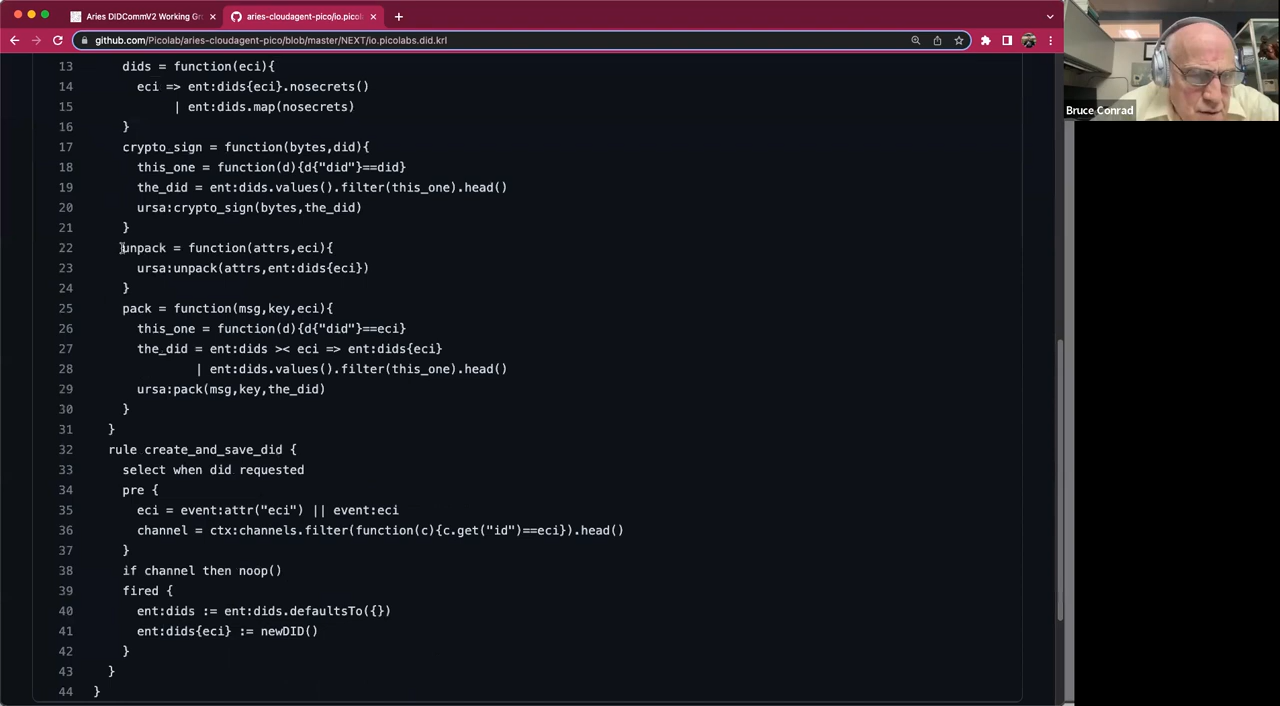 Aries DIDCommV2 Working Gr
aries-cloudagent-pico/io.picol
github.com/Picolab/aries-cloudagent-pico/blob/master/NEXT/io.picolabs.did.krl
Bruce Conrad
13 dids = function(eci){
14 eci => ent:dids{eci}.nosecrets()
15 | ent:dids.map(nosecrets)
16 }
17 crypto_sign = function(bytes,did){
18 this_one = function(d){d{"did"}==did}
19 the_did = ent:dids.values().filter(this_one).head()
20 ursa:crypto_sign(bytes,the_did)
21 }
22 unpack = function(attrs,eci){
23 ursa:unpack(attrs,ent:dids{eci})
24 }
25 pack = function(msg,key,eci){
26 this_one = function(d){d{"did"}==eci}
27 the_did = ent:dids >< eci => ent:dids{eci}
28 | ent:dids.values().filter(this_one).head()
29 ursa:pack(msg,key,the_did)
30 }
31 }
32 rule create_and_save_did {
33 select when did requested
34 pre {
35 eci = event:attr("eci") || event:eci
36 channel = ctx:channels.filter(function(c){c.get("id")==eci}).head()
37 }
38 if channel then noop()
39 fired {
40 ent:dids := ent:dids.defaultsTo({})
41 ent:dids{eci} := newDID()
42 }
43 }
44 }